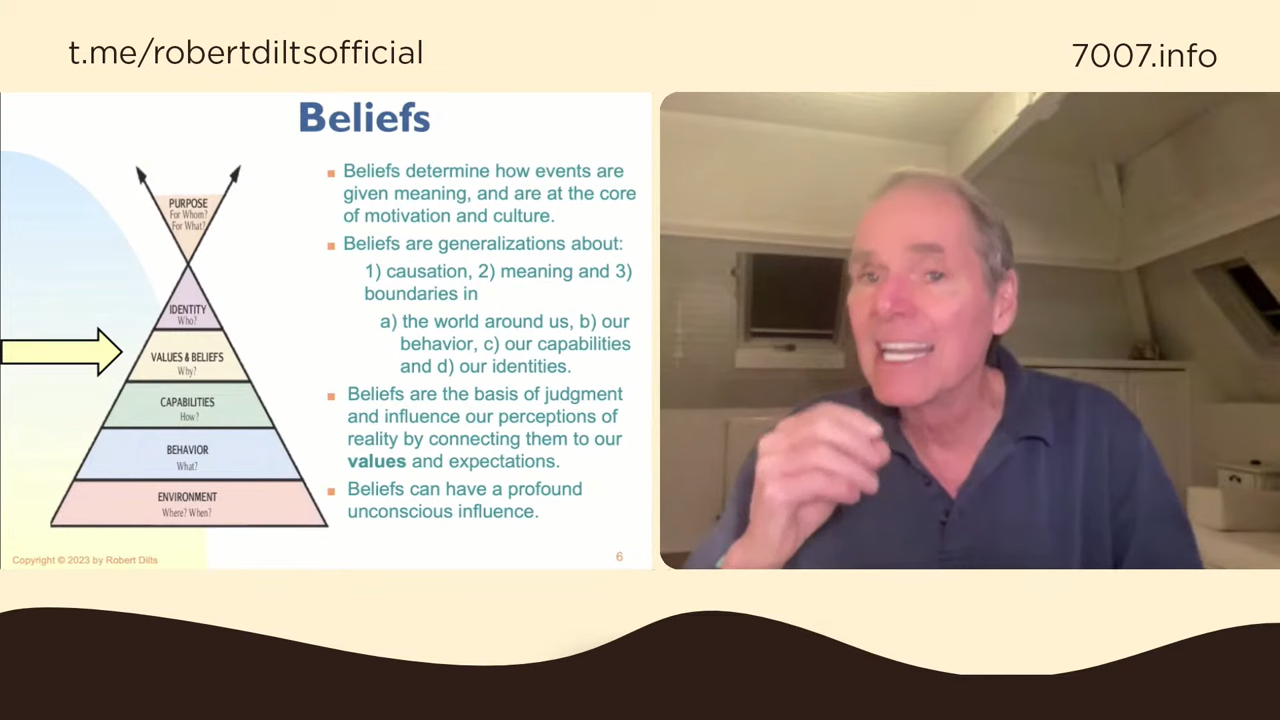 t.me/robertdiltsofficial
7007.info
Beliefs
PURPOSE
For Whom?
For What?
IDENTITY
Who?
VALUES & BELIEFS
Why?
CAPABILITIES
How?
BEHAVIOR
What?
ENVIRONMENT
Where? When?
■ Beliefs determine how events are
given meaning, and are at the core
of motivation and culture.
■ Beliefs are generalizations about:
1) causation, 2) meaning and 3)
boundaries in
a) the world around us, b) our
behavior, c) our capabilities
and d) our identities.
■ Beliefs are the basis of judgment
and influence our perceptions of
reality by connecting them to our
values and expectations.
■ Beliefs can have a profound
unconscious influence.
Copyright © 2023 by Robert Dilts
6